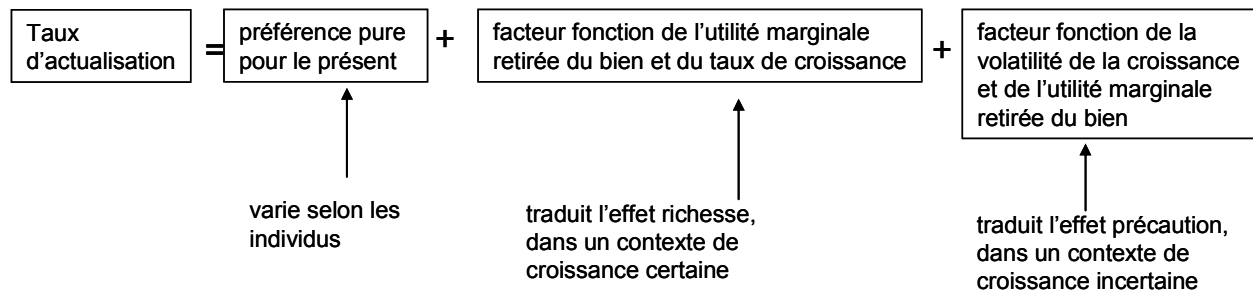 Taux
d’actualisation
=
préférence pure
pour le présent
+
facteur fonction de l’utilité marginale
retirée du bien et du taux de croissance
+
facteur fonction de la
volatilité de la croissance
et de l’utilité marginale
retirée du bien
varie selon les
individus
traduit l’effet richesse,
dans un contexte de
croissance certaine
traduit l’effet précaution,
dans un contexte de
croissance incertaine